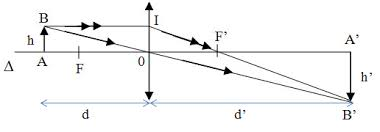 B I F' A'
h h'
Δ A F 0
d d' B'